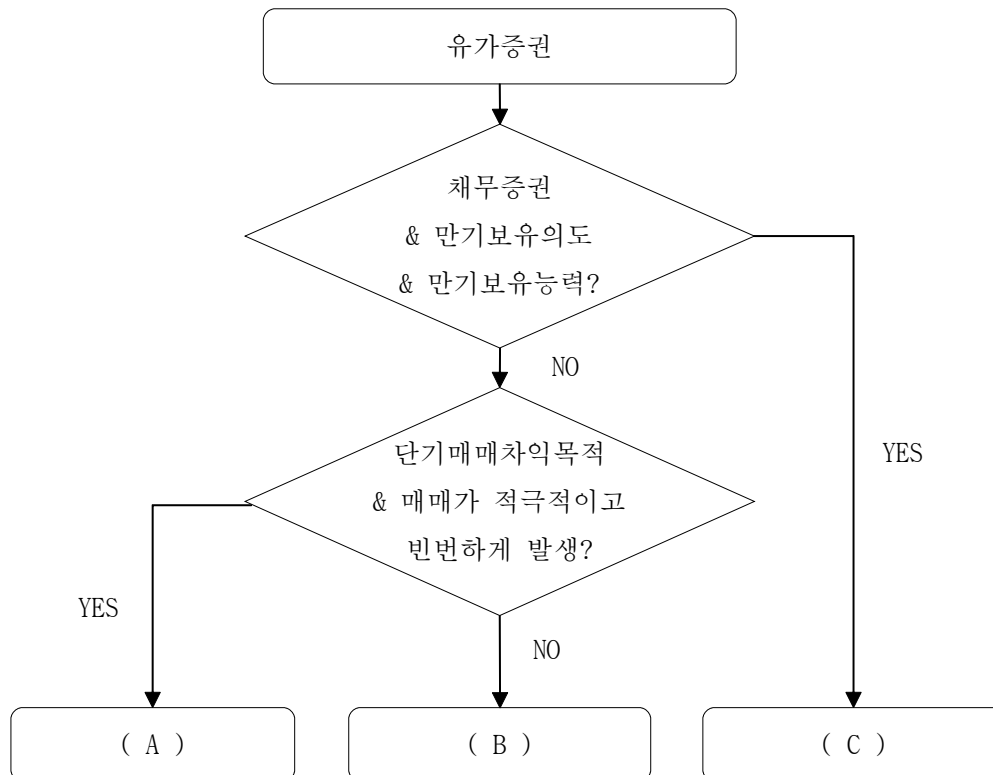 유가증권
채무증권
& 만기보유의도
& 만기보유능력?
NO
단기매매차익목적
& 매매가 적극적이고
빈번하게 발생?
YES
YES
NO
( A )
( B )
( C )